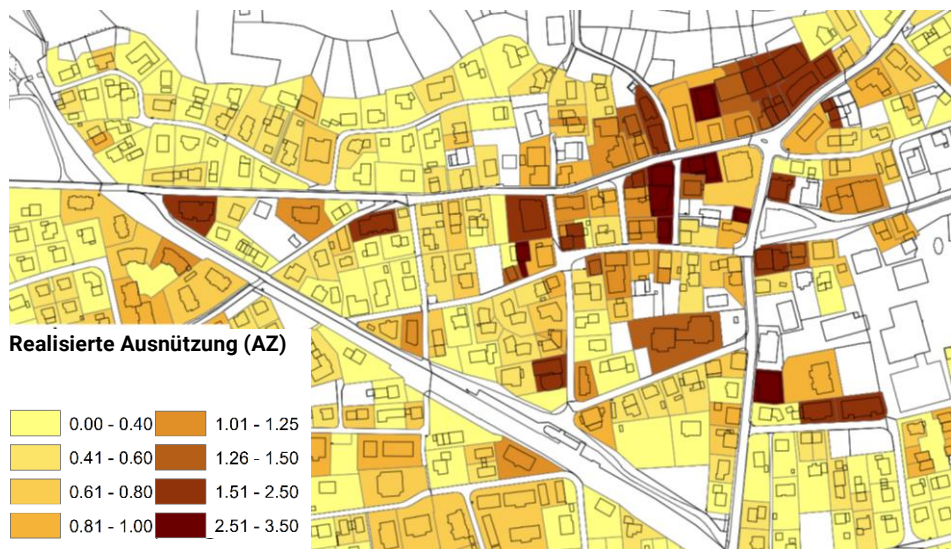 Realisierte Ausnützung (AZ)
0.00 - 0.40 1.01 - 1.25
0.41 - 0.60 1.26 - 1.50
0.61 - 0.80 1.51 - 2.50
0.81 - 1.00 2.51 - 3.50